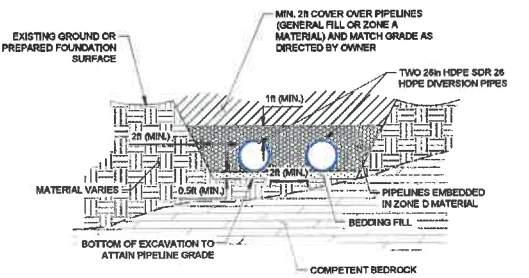 MIN. 2ft COVER OVER PIPELINES
(GENERAL FILL OR ZONE A
MATERIAL) AND MATCH GRADE AS
DIRECTED BY OWNER
EXISTING GROUND OR
PREPARED FOUNDATION
SURFACE
TWO 26in HDPE SDR 26
HDPE DIVERSION PIPES
1ft (MIN.)
2ft (MIN.)
2ft (MIN.)
MATERIAL VARIES
0.5ft (MIN.)
PIPELINES EMBEDDED
IN ZONE D MATERIAL
BEDDING FILL
BOTTOM OF EXCAVATION TO
ATTAIN PIPELINE GRADE
COMPETENT BEDROCK